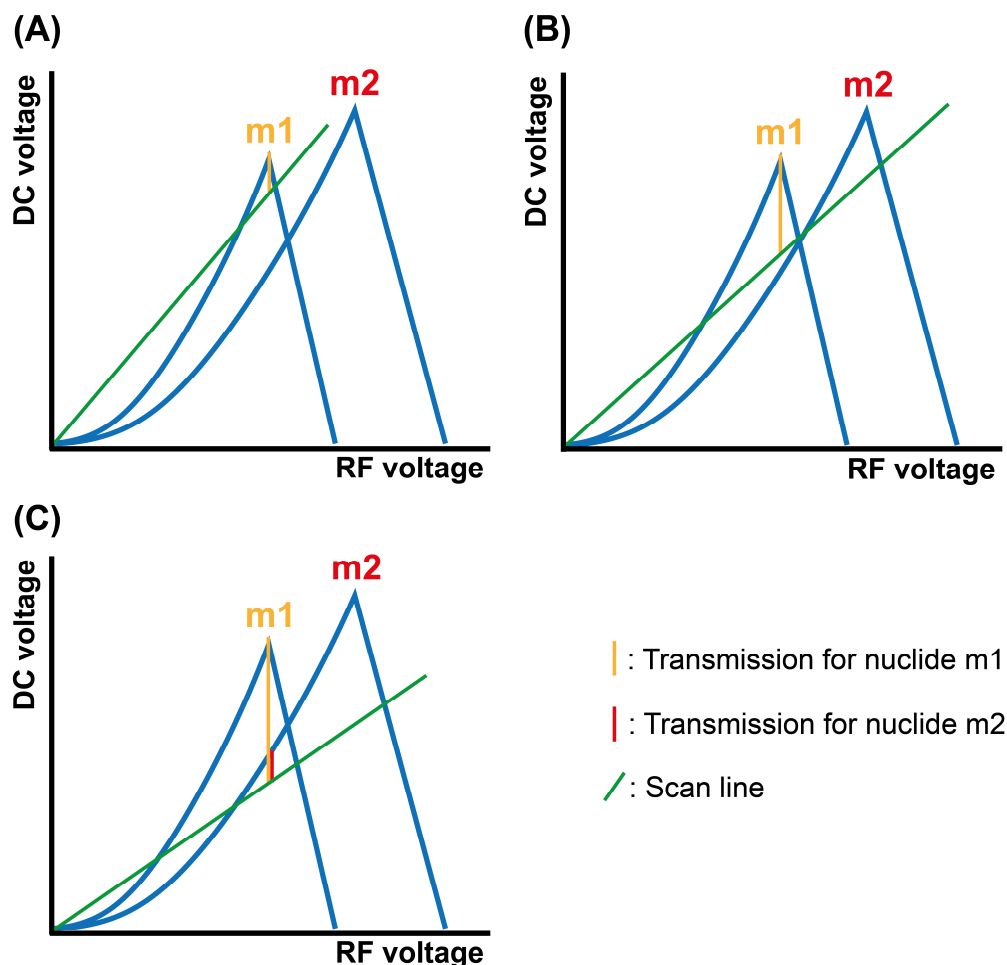 (A)
DC voltage
m1
m2
RF voltage
(B)
DC voltage
m1
m2
RF voltage
(C)
DC voltage
m1
m2
RF voltage
: Transmission for nuclide m1
: Transmission for nuclide m2
: Scan line